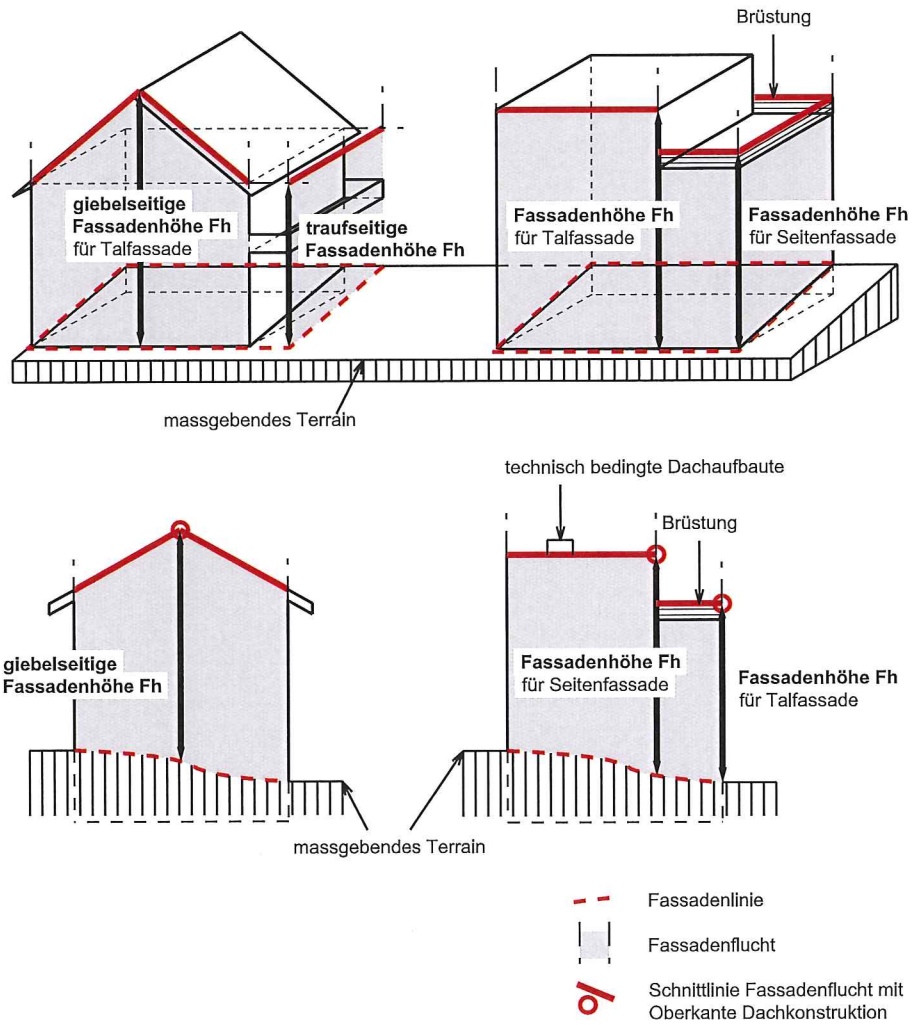 Brüstung
giebelseitige
Fassadenhöhe Fh
für Talfassade
traufseitige
Fassadenhöhe Fh
Fassadenhöhe Fh
für Talfassade
Fassadenhöhe Fh
für Seitenfassade
massgebendes Terrain
technisch bedingte Dachaufbaute
Brüstung
giebelseitige
Fassadenhöhe Fh
Fassadenhöhe Fh
für Seitenfassade
Fassadenhöhe Fh
für Talfassade
massgebendes Terrain
Fassadenlinie
Fassadenflucht
Schnittlinie Fassadenflucht mit
Oberkante Dachkonstruktion